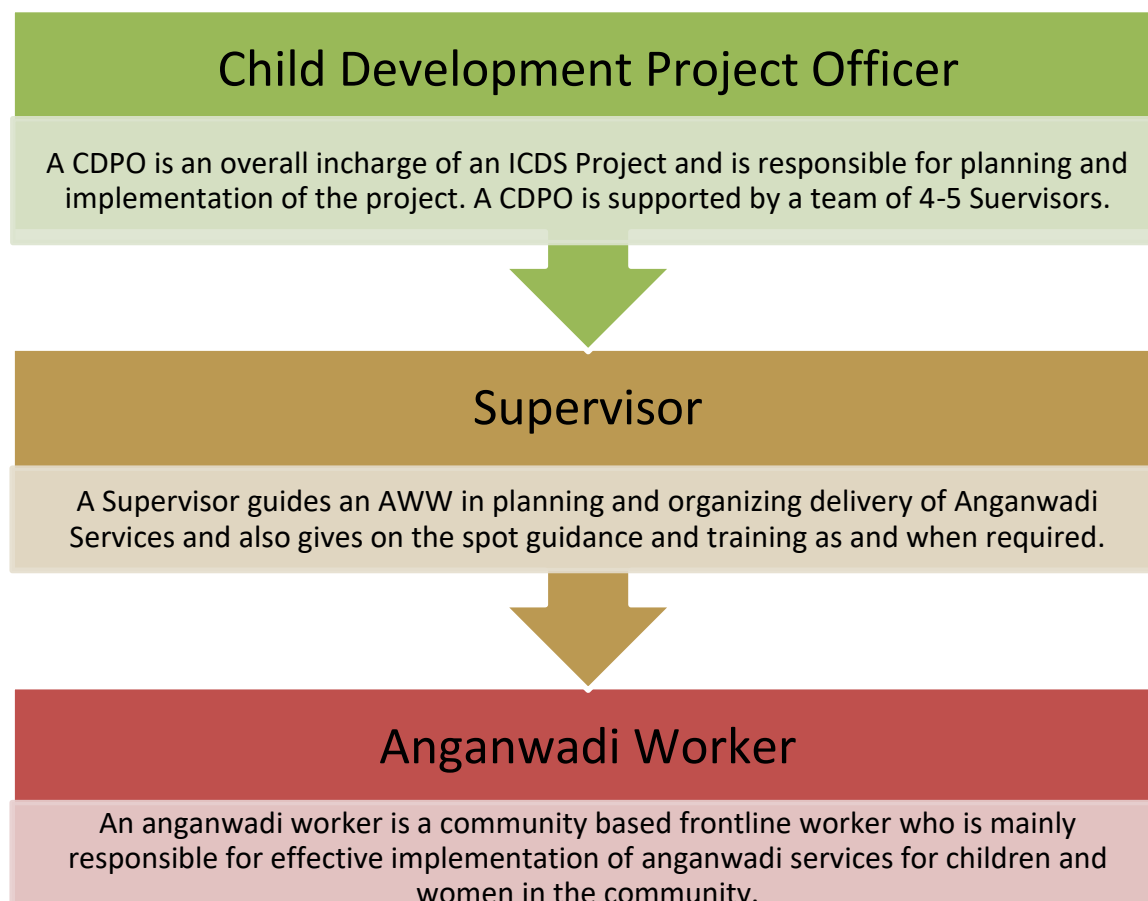 Child Development Project Officer
A CDPO is an overall incharge of an ICDS Project and is responsible for planning and
implementation of the project. A CDPO is supported by a team of 4-5 Suervisors.
Supervisor
A Supervisor guides an AWW in planning and organizing delivery of Anganwadi
Services and also gives on the spot guidance and training as and when required.
Anganwadi Worker
An anganwadi worker is a community based frontline worker who is mainly
responsible for effective implementation of anganwadi services for children and
women in the community.